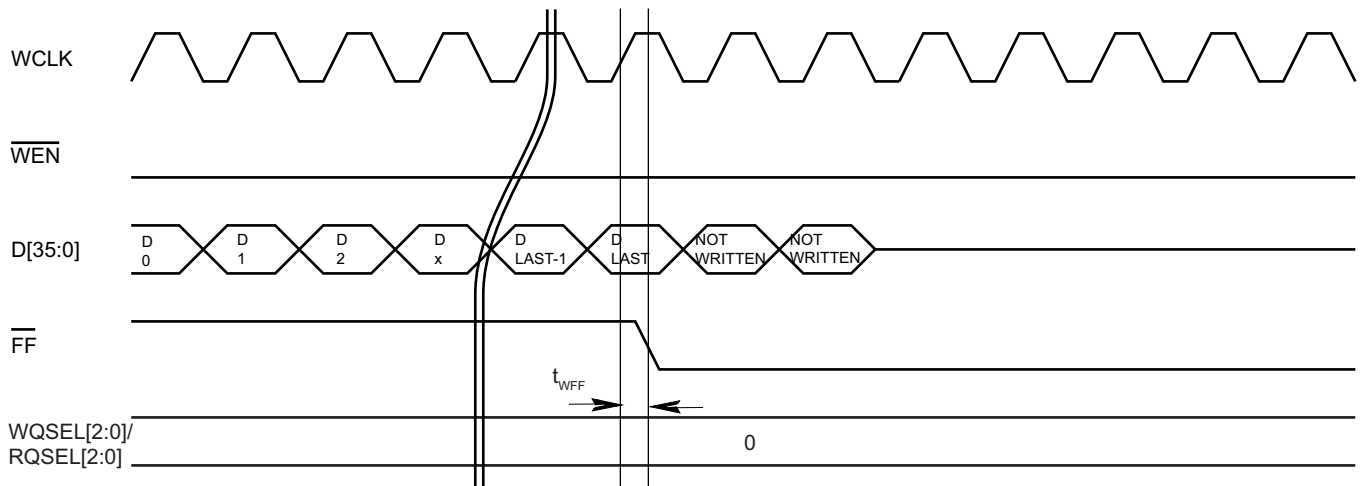 WCLK
WEN
D[35:0]
D
0
D
1
D
2
D
x
D
LAST-1
D
LAST
NOT
WRITTEN
NOT
WRITTEN
FF
tWFF
WQSEL[2:0]/
RQSEL[2:0]
0